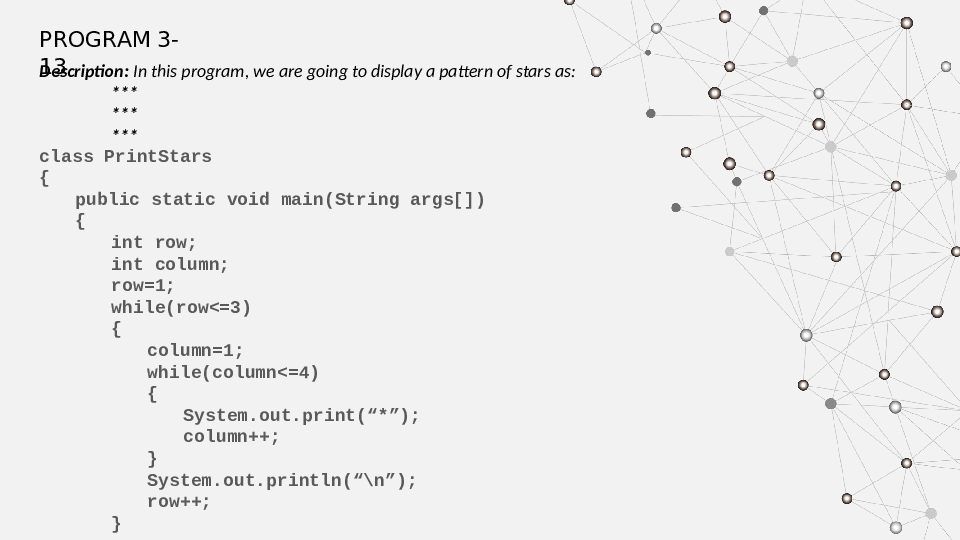 PROGRAM 3-
13
Description: In this program, we are going to display a pattern of stars as:
***
***
***
class PrintStars
{
public static void main(String args[])
{
int row;
int column;
row=1;
while(row<=3)
{
column=1;
while(column<=4)
{
System.out.print(“*”);
column++;
}
System.out.println(“\n”);
row++;
}